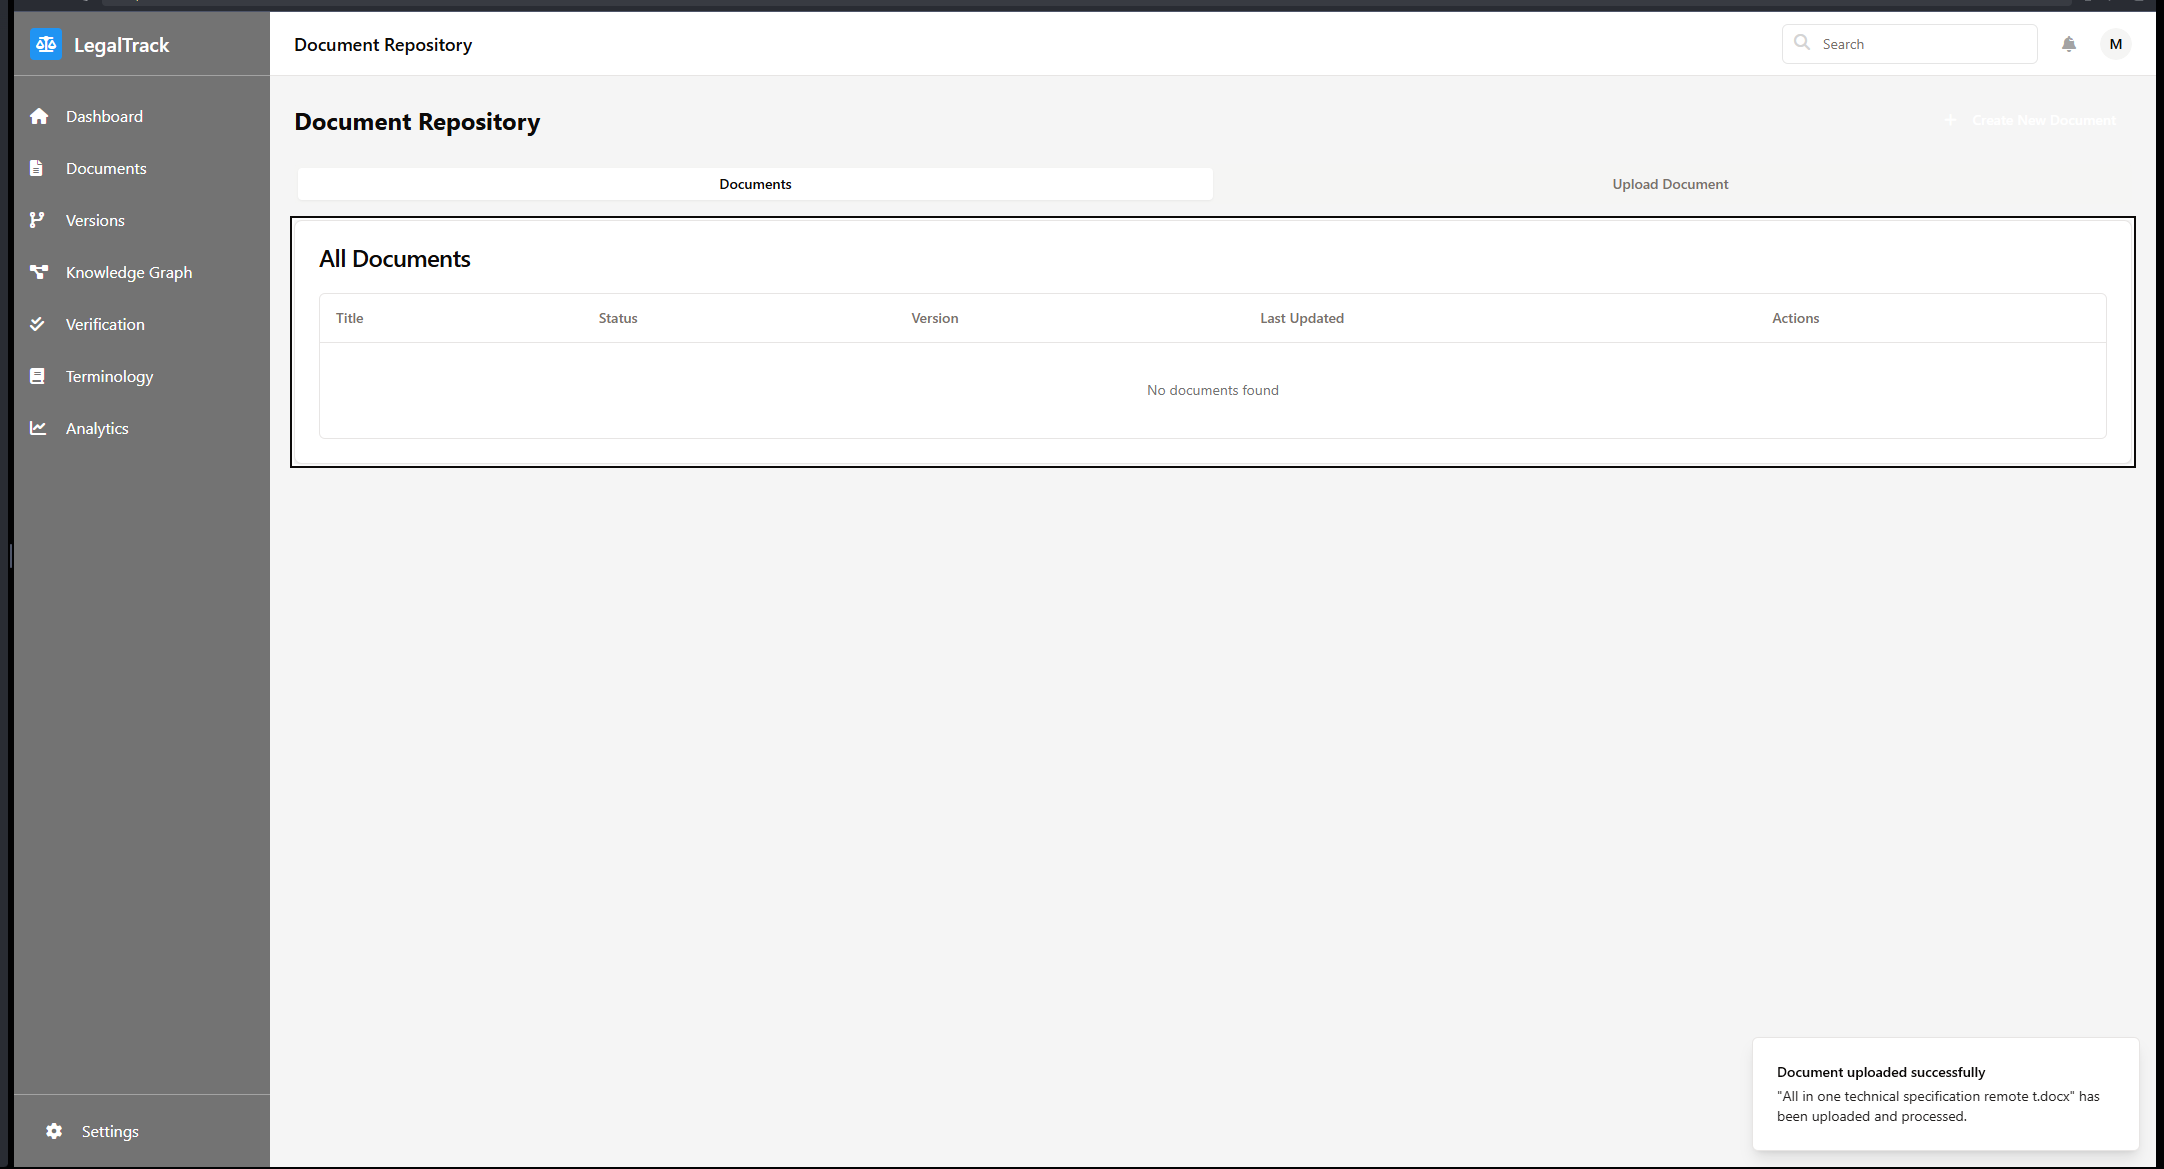 LegalTrack
Document Repository
Search
M
Dashboard
Documents
Versions
Knowledge Graph
Verification
Terminology
Analytics
Settings
Document Repository
Create New Document
Documents
Upload Document
All Documents
Title Status Version Last Updated Actions
No documents found
Document uploaded successfully
"All in one technical specification remote t.docx" has
been uploaded and processed.